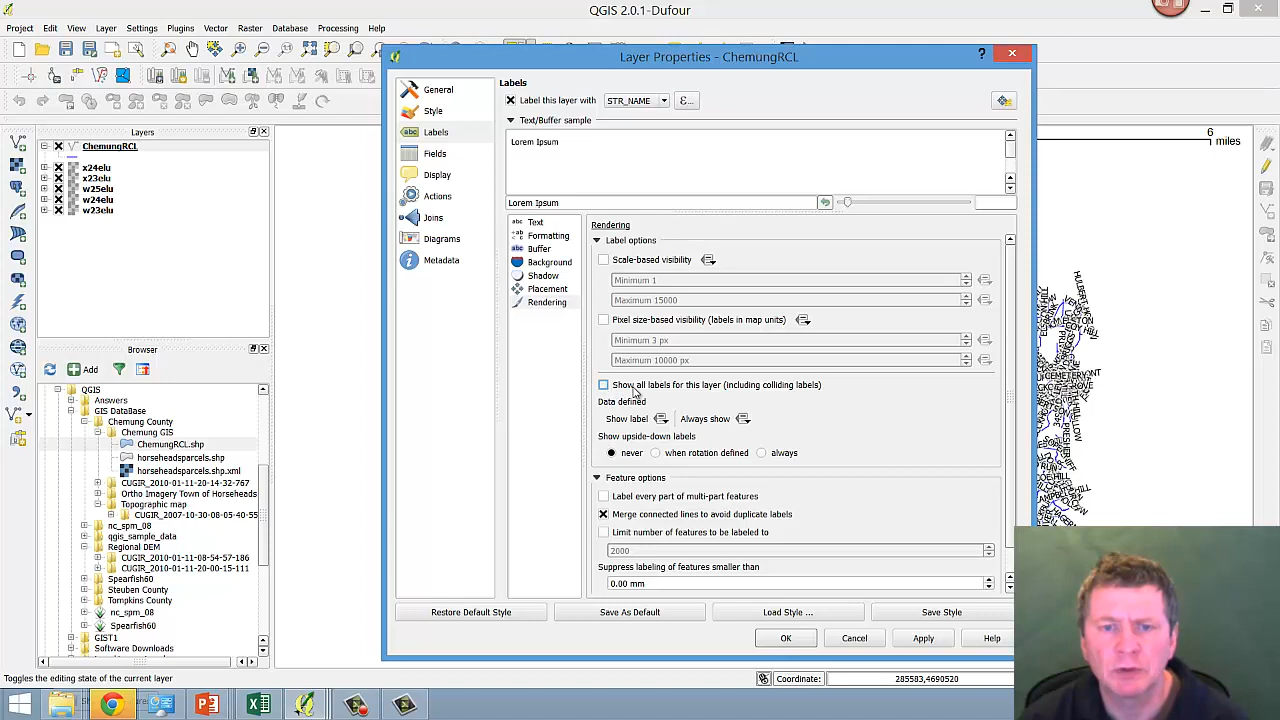 QGIS 2.0.1-Dufour
Project Edit View Layer Settings Plugins Vector Raster Database Processing Help
Layer Properties - ChemungRCL
?
Layers
ChemungRCL
x24elu
x23elu
w25elu
w24elu
w23elu
Browser
Add
QGIS
Answers
GIS DataBase
Chemung County
Chemung GIS
ChemungRCL.shp
horseheadsparcels.shp
horseheadsparcels.shp.xml
CUGIR_2010-01-11-20-14-32-767
Ortho Imagery Town of Horseheads
Topographic map
CUGIR_2007-10-30-08-05-40-55
nc_spm_08
qgis_sample_data
Regional DEM
CUGIR_2010-01-11-08-54-57-186
CUGIR_2010-01-11-20-00-15-111
Spearfish60
Steuben County
Tompkins County
nc_spm_08
Spearfish60
GIST1
Software Downloads
General
Style
abc Labels
Fields
Display
Actions
Joins
Diagrams
Metadata
Labels
Label this layer with STR_NAME ε...
Text/Buffer sample
Lorem Ipsum
Lorem Ipsum
abc Text
Formatting
abc Buffer
Background
Shadow
Placement
Rendering
Rendering
Label options
Scale-based visibility
Minimum 1
Maximum 15000
Pixel size-based visibility (labels in map units)
Minimum 3 px
Maximum 10000 px
Show all labels for this layer (including colliding labels)
Data defined
Show label Always show
Show upside-down labels
never when rotation defined always
Feature options
Label every part of multi-part features
Merge connected lines to avoid duplicate labels
Limit number of features to be labeled to
2000
Suppress labeling of features smaller than
0.00 mm
Restore Default Style Save As Default Load Style ... Save Style
OK Cancel Apply Help
6
miles
Toggles the editing state of the current layer
Coordinate: 285583,4690520